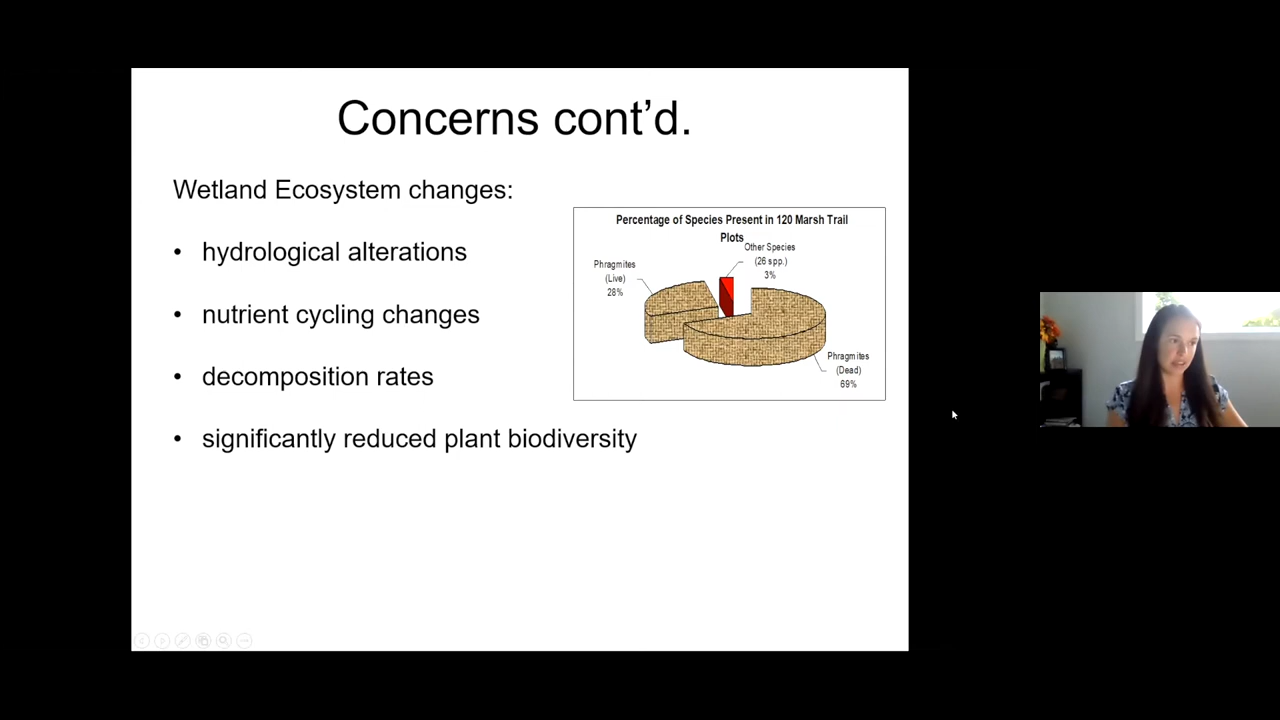 Concerns cont’d.
Wetland Ecosystem changes:
• hydrological alterations
• nutrient cycling changes
• decomposition rates
• significantly reduced plant biodiversity
Percentage of Species Present in 120 Marsh Trail
Plots
Other Species
(26 spp.)
3%
Phragmites
(Live)
28%
Phragmites
(Dead)
69%